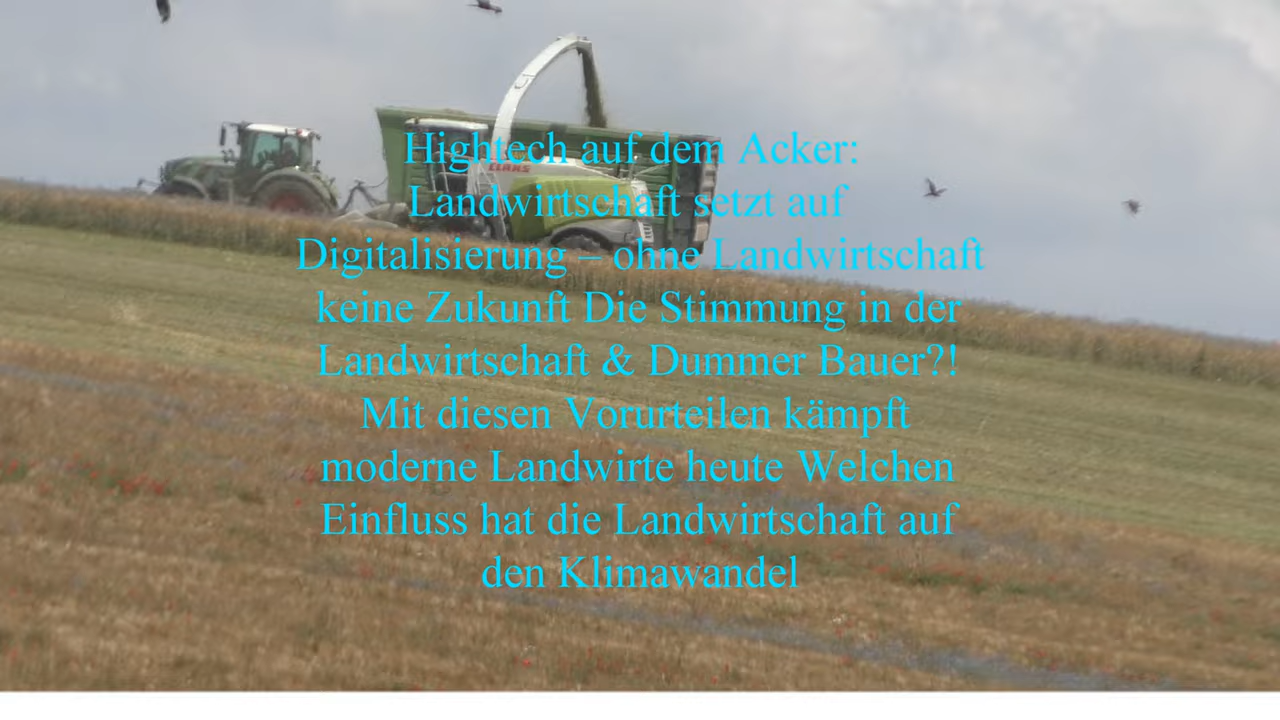 CLAAS
Hightech auf dem Acker:
Landwirtschaft setzt auf
Digitalisierung – ohne Landwirtschaft
keine Zukunft Die Stimmung in der
Landwirtschaft & Dummer Bauer?!
Mit diesen Vorurteilen kämpft
moderne Landwirte heute Welchen
Einfluss hat die Landwirtschaft auf
den Klimawandel